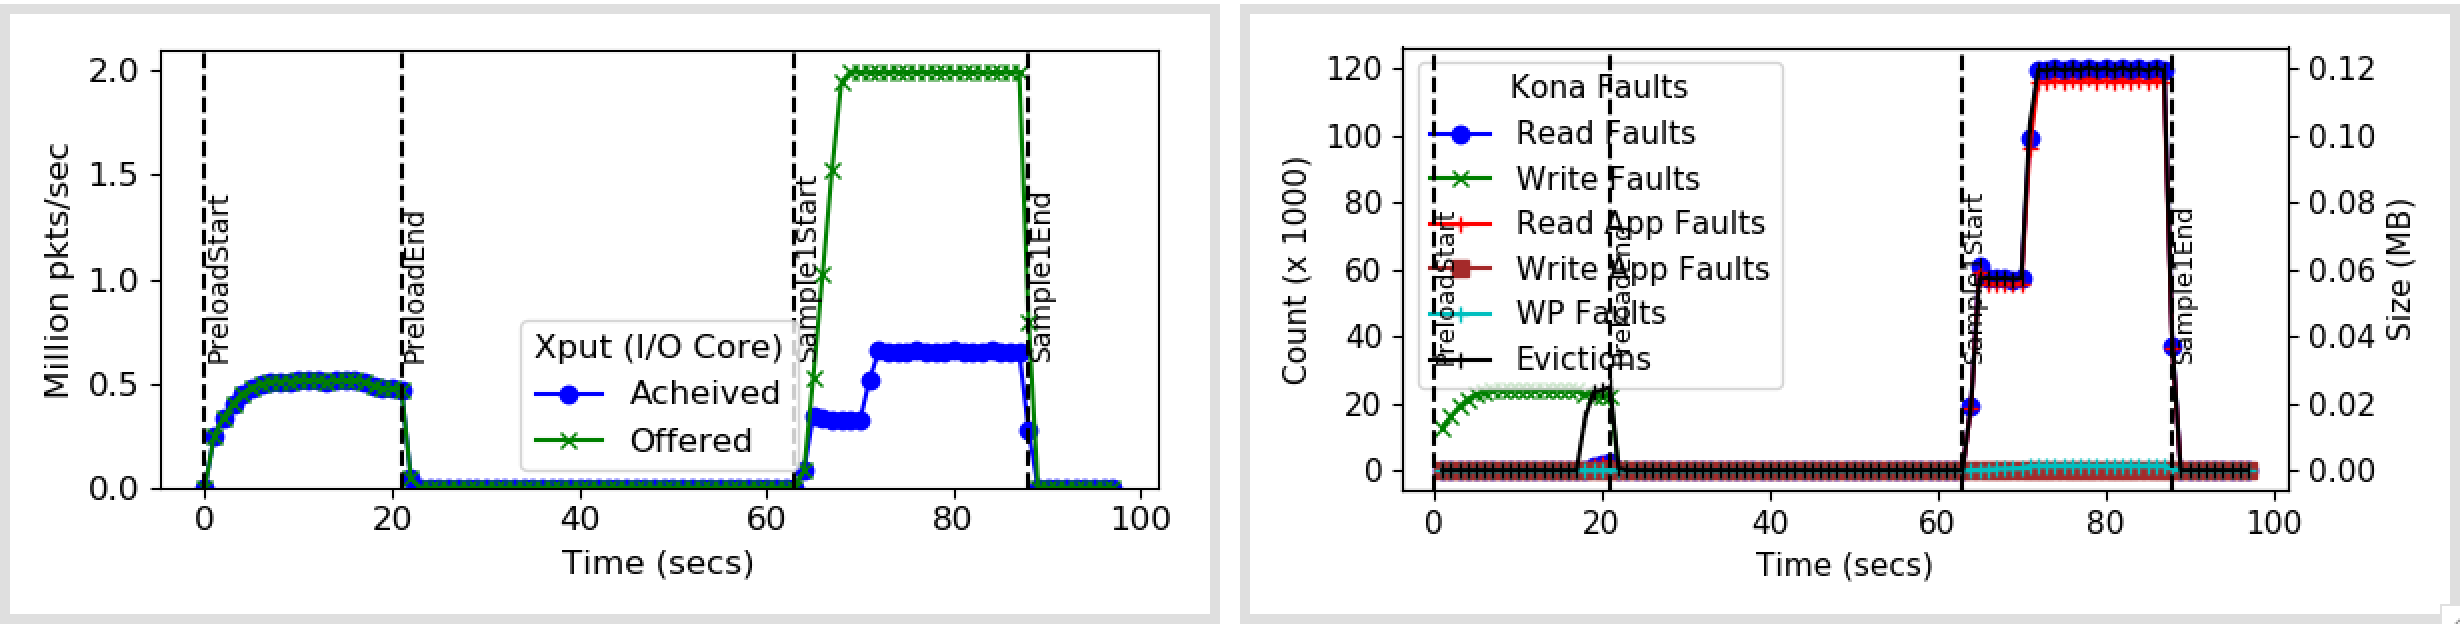 Million pkts/sec
2.0
1.5
1.0
0.5
0.0
PreloadStart
PreloadEnd
Sample1Start
Sample1End
Xput (I/O Core)
Acheived
Offered
0
20
40
60
80
100
Time (secs)
Count (x 1000)
120
100
80
60
40
20
0
Kona Faults
Read Faults
Write Faults
Read App Faults
Write App Faults
WP Faults
Evictions
PreloadStart
PreloadEnd
Sample1Start
Sample1End
0.12
0.10
0.08
0.06
0.04
0.02
0.00
Size (MB)
0
20
40
60
80
100
Time (secs)